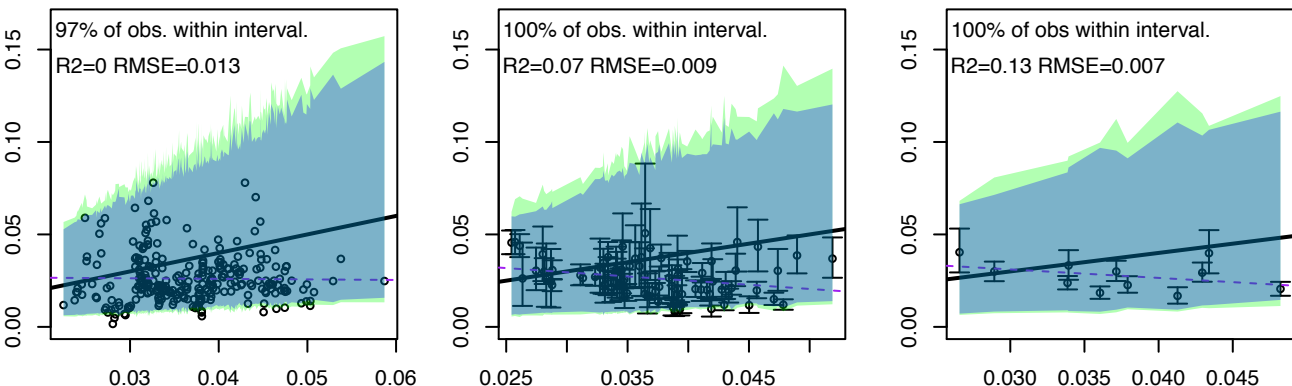 97% of obs. within interval.
R2=0 RMSE=0.013
0.15
0.10
0.05
0.00
0.03 0.04 0.05 0.06
100% of obs. within interval.
R2=0.07 RMSE=0.009
0.15
0.10
0.05
0.00
0.025 0.035 0.045
100% of obs. within interval.
R2=0.13 RMSE=0.007
0.15
0.10
0.05
0.00
0.030 0.035 0.040 0.045